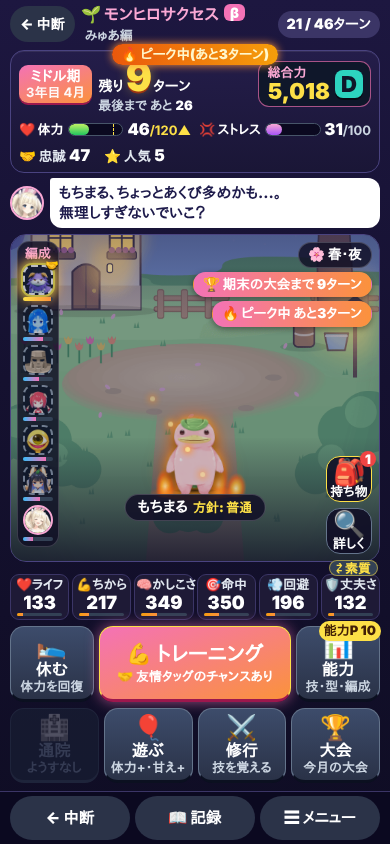 ← 中断
🌱 モンヒロサクセス β
みゅあ編
21 / 46ターン
🔥 ピーク中(あと3ターン)
ミドル期
3年目 4月
残り9ターン
最後まで あと 26
総合力
5,018 D
❤️ 体力 46/120▲
💢 ストレス 31/100
🤝 忠誠 47
⭐ 人気 5
もちまる、ちょっとあくび多めかも…。
無理しすぎないでいこ？
編成
🌸 春・夜
🏆 期末の大会まで 9ターン
🔥 ピーク中 あと3ターン
もちまる 方針: 普通
1
持ち物
🔍
詳しく
素質
❤️ライフ
133
💪ちから
217
🧠かしこさ
349
🎯命中
350
💨回避
196
🛡️丈夫さ
132
休む
体力を回復
💪 トレーニング
🤝 友情タッグのチャンスあり
能力P 10
能力
技・型・編成
通院
ようすなし
遊ぶ
体力+・甘え+
修行
技を覚える
大会
今月の大会
← 中断
📖 記録
☰ メニュー